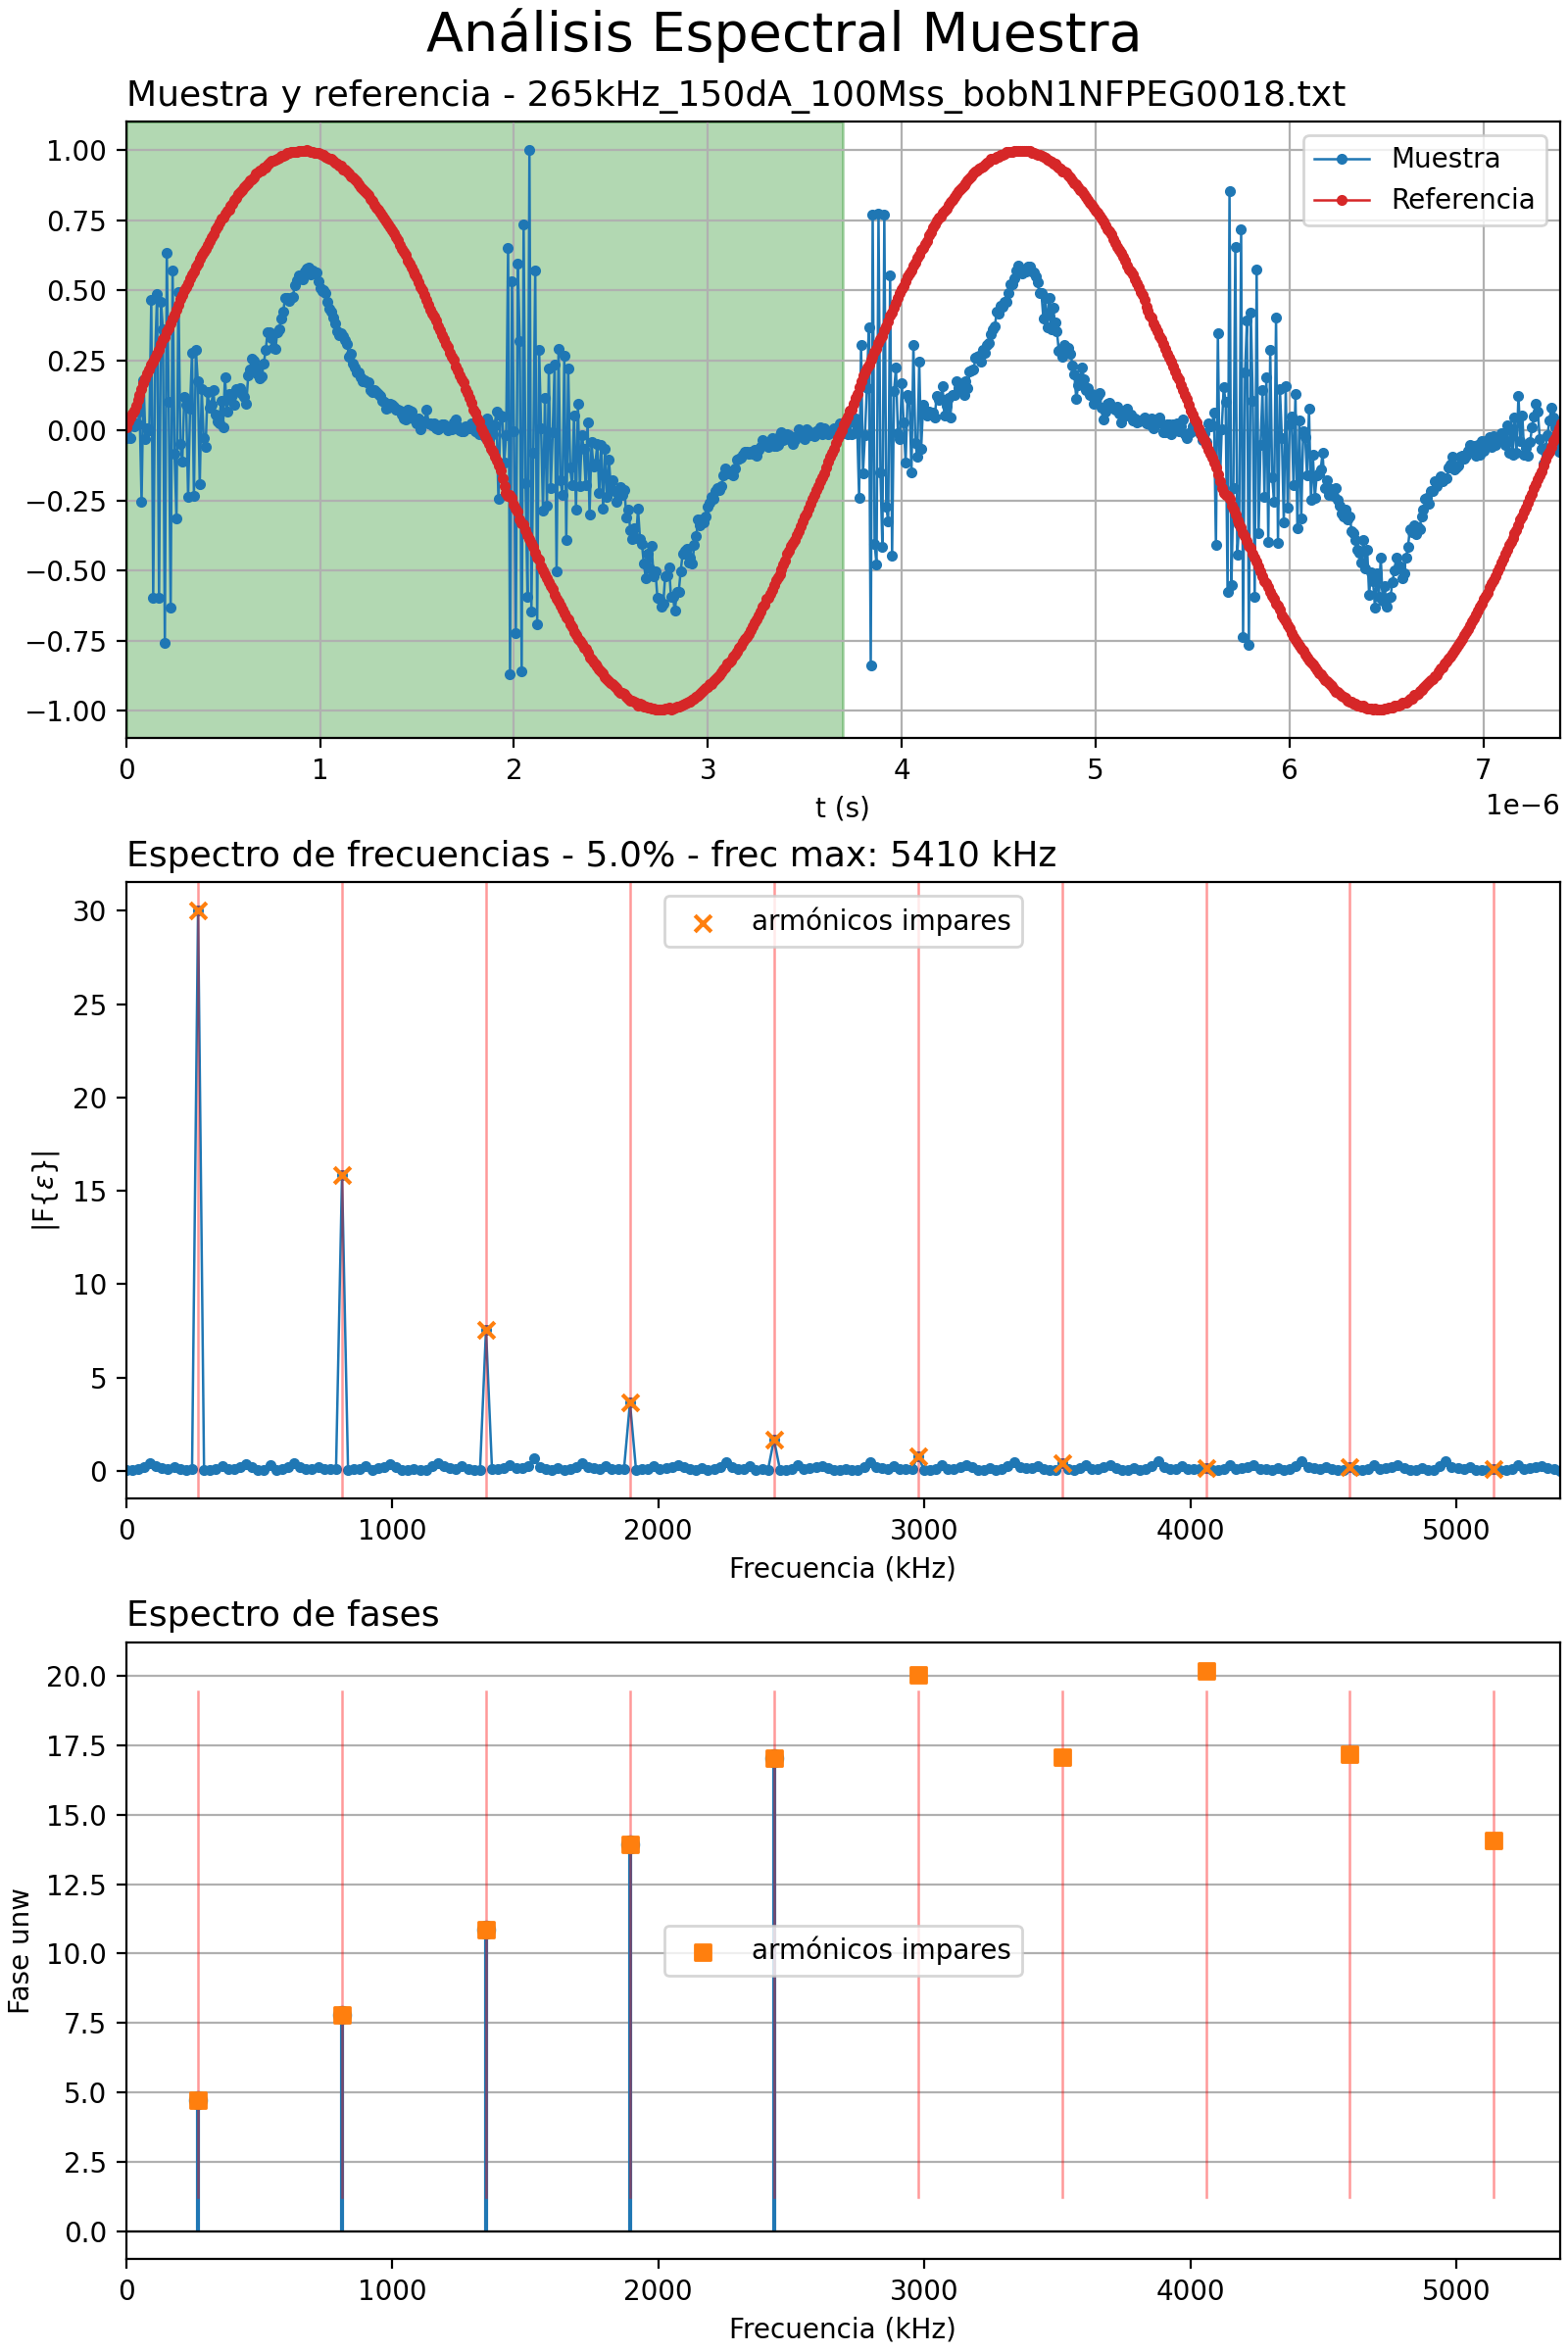 Análisis Espectral Muestra
Muestra y referencia - 265kHz_150dA_100Mss_bobN1NFPEG0018.txt
1.00
0.75
0.50
0.25
0.00
−0.25
−0.50
−0.75
−1.00
Muestra
Referencia
0 1 2 3 4 5 6 7
t (s)
1e−6
Espectro de frecuencias - 5.0% - frec max: 5410 kHz
|F{ε}|
30
25
20
15
10
5
0
armónicos impares
0 1000 2000 3000 4000 5000
Frecuencia (kHz)
Espectro de fases
Fase unw
20.0
17.5
15.0
12.5
10.0
7.5
5.0
2.5
0.0
armónicos impares
0 1000 2000 3000 4000 5000
Frecuencia (kHz)